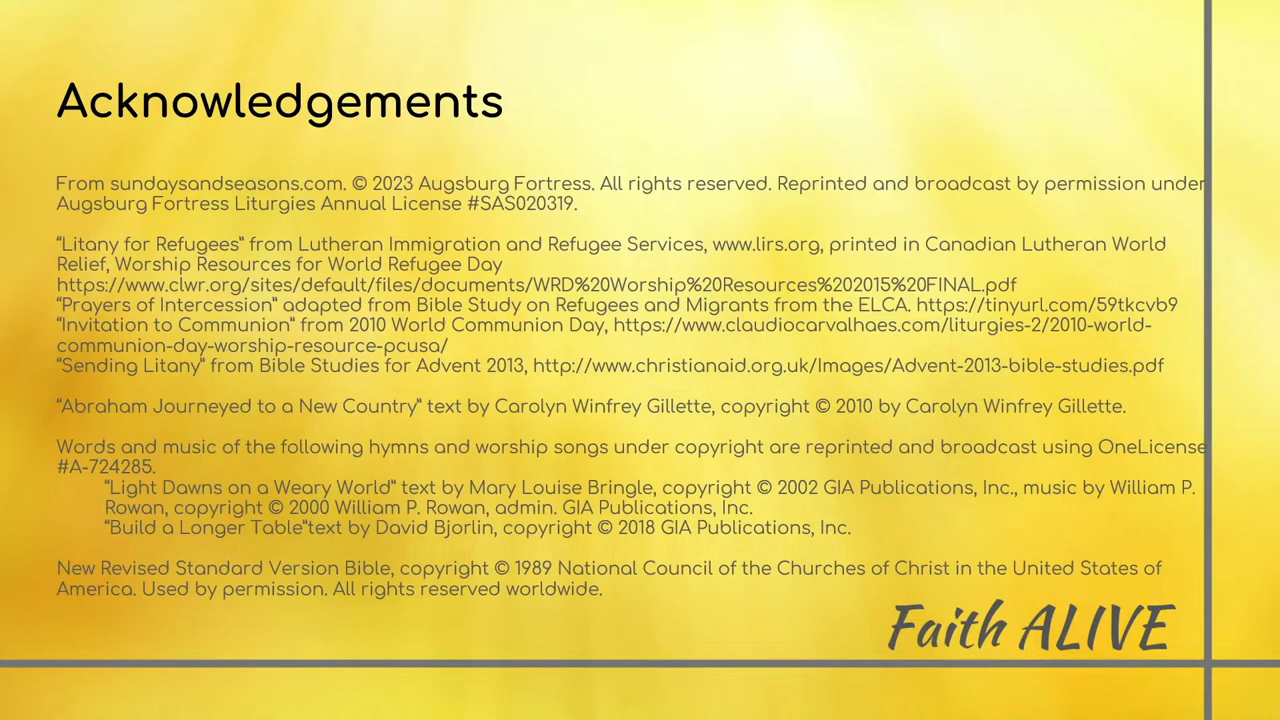 Acknowledgements
From sundaysandseasons.com. © 2023 Augsburg Fortress. All rights reserved. Reprinted and broadcast by permission under
Augsburg Fortress Liturgies Annual License #SAS020319.
“Litany for Refugees” from Lutheran Immigration and Refugee Services, www.lirs.org, printed in Canadian Lutheran World
Relief, Worship Resources for World Refugee Day
https://www.clwr.org/sites/default/files/documents/WRD%20Worship%20Resources%202015%20FINAL.pdf
“Prayers of Intercession” adapted from Bible Study on Refugees and Migrants from the ELCA. https://tinyurl.com/59tkcvb9
“Invitation to Communion” from 2010 World Communion Day, https://www.claudiocarvalhaes.com/liturgies-2/2010-world-
communion-day-worship-resource-pcusa/
“Sending Litany” from Bible Studies for Advent 2013, http://www.christianaid.org.uk/Images/Advent-2013-bible-studies.pdf
“Abraham Journeyed to a New Country” text by Carolyn Winfrey Gillette, copyright © 2010 by Carolyn Winfrey Gillette.
Words and music of the following hymns and worship songs under copyright are reprinted and broadcast using OneLicense
#A-724285.
“Light Dawns on a Weary World” text by Mary Louise Bringle, copyright © 2002 GIA Publications, Inc., music by William P.
Rowan, copyright © 2000 William P. Rowan, admin. GIA Publications, Inc.
“Build a Longer Table”text by David Bjorlin, copyright © 2018 GIA Publications, Inc.
New Revised Standard Version Bible, copyright © 1989 National Council of the Churches of Christ in the United States of
America. Used by permission. All rights reserved worldwide.
Faith ALIVE